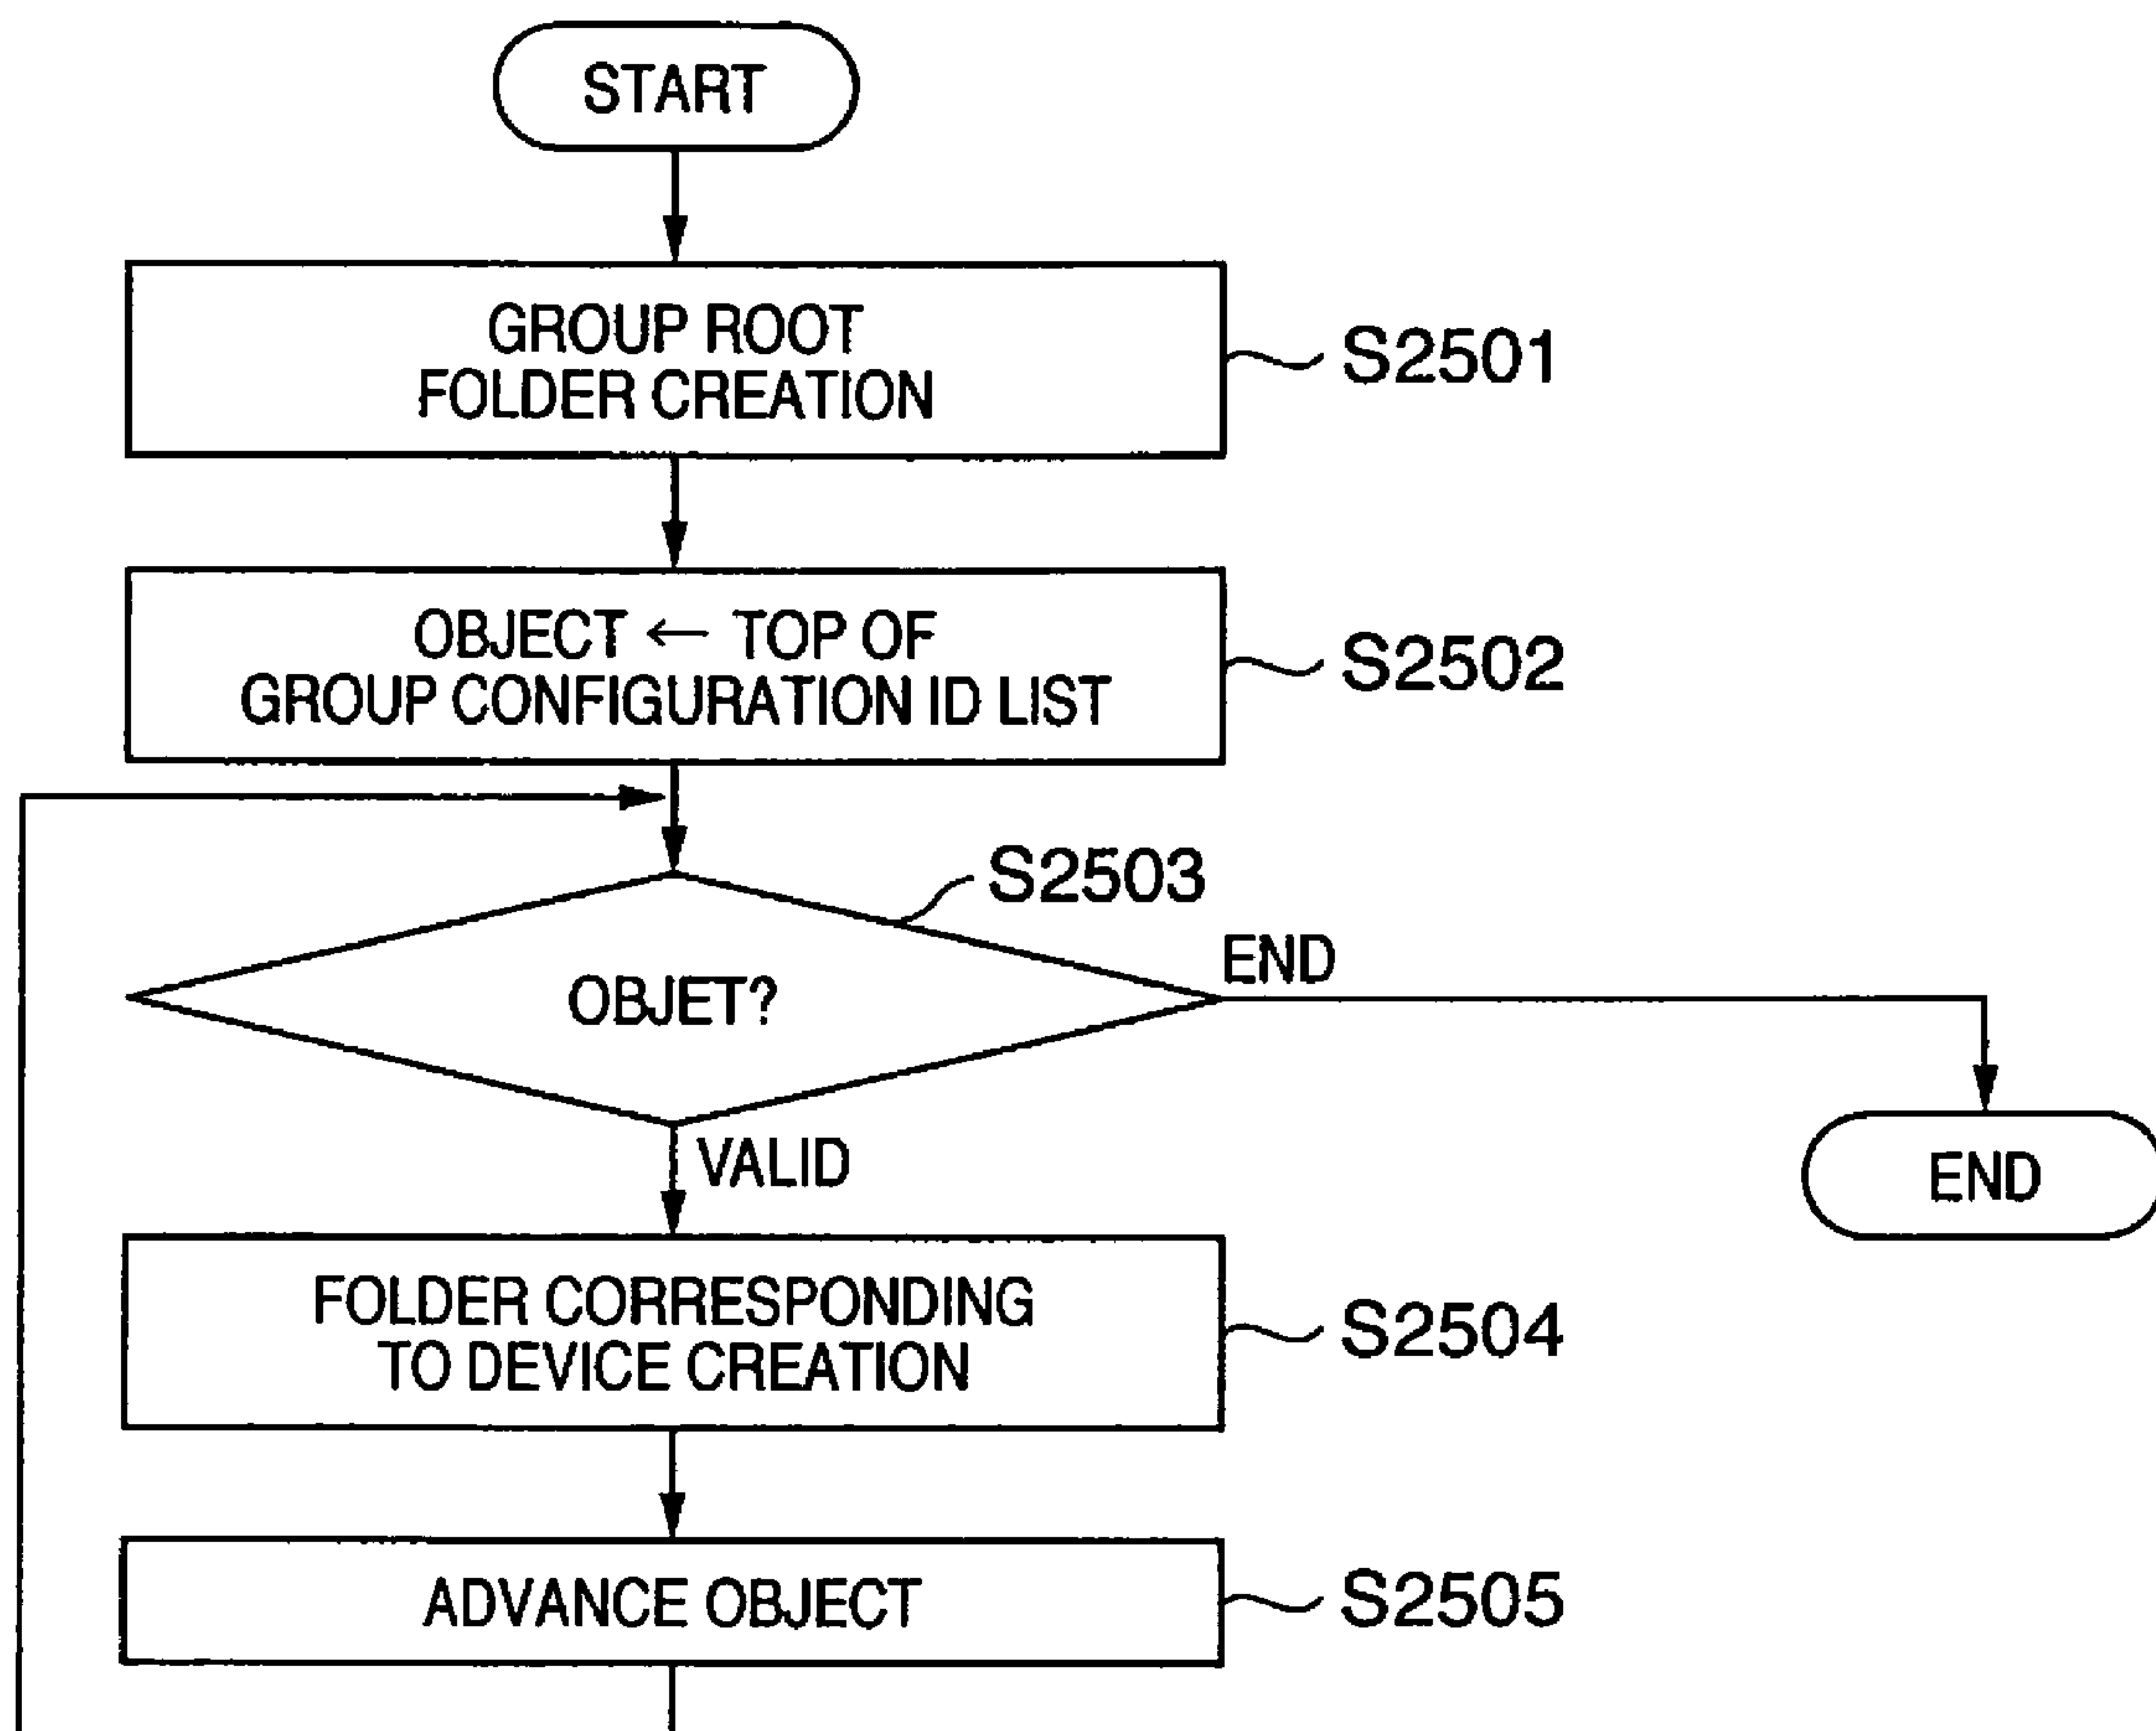 START
GROUP ROOT
FOLDER CREATION
S2501
OBJECT ← TOP OF
GROUP CONFIGURATION ID LIST
S2502
S2503
OBJET?
END
VALID
END
FOLDER CORRESPONDING
TO DEVICE CREATION
S2504
ADVANCE OBJECT
S2505